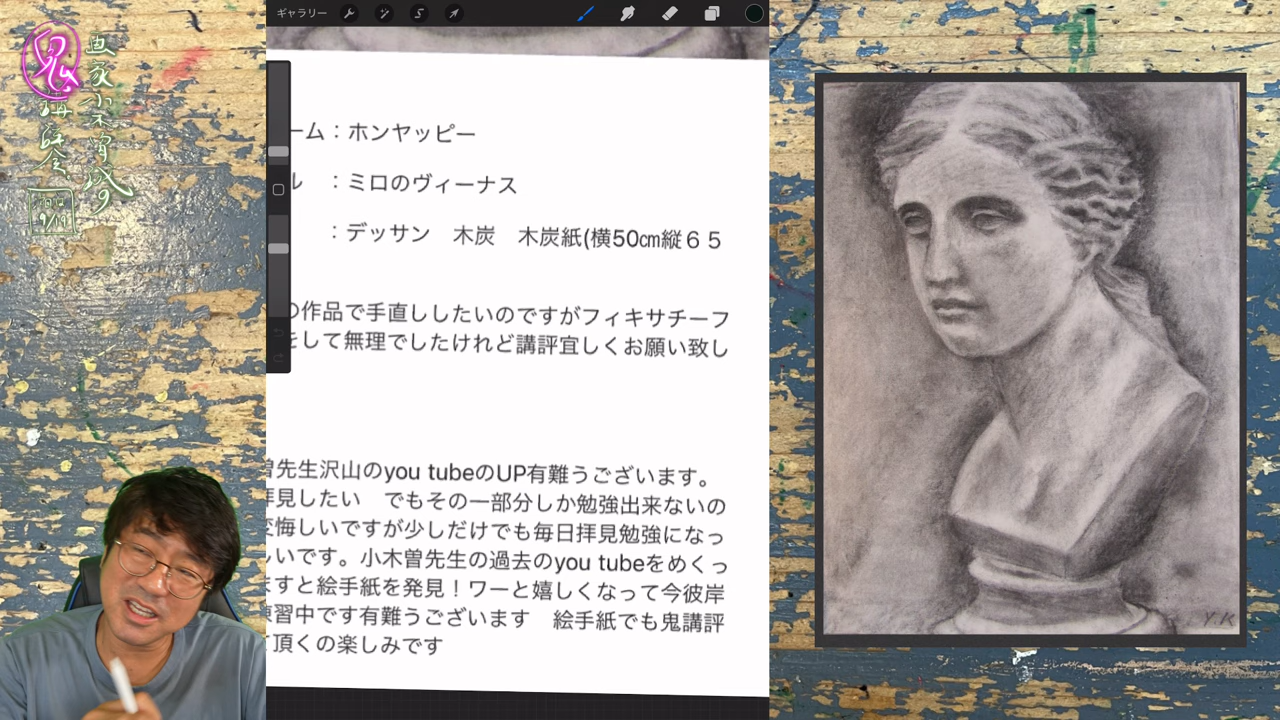 ギャラリー
鬼
講評会
画家小木曽誠の
9/19
ーム：ホンヤッピー
ル　：ミロのヴィーナス
：デッサン　木炭　木炭紙(横50㎝縦６５
の作品で手直ししたいのですがフィキサチーフ
をして無理でしたけれど講評宜しくお願い致し
曽先生沢山のyou tubeのUP有難うございます。
拝見したい　でもその一部分しか勉強出来ないの
変悔しいですが少しだけでも毎日拝見勉強になっ
いです。小木曽先生の過去のyou tubeをめくっ
ますと絵手紙を発見！ワーと嬉しくなって今彼岸
練習中です有難うございます　絵手紙でも鬼講評
て頂くの楽しみです
Y.K